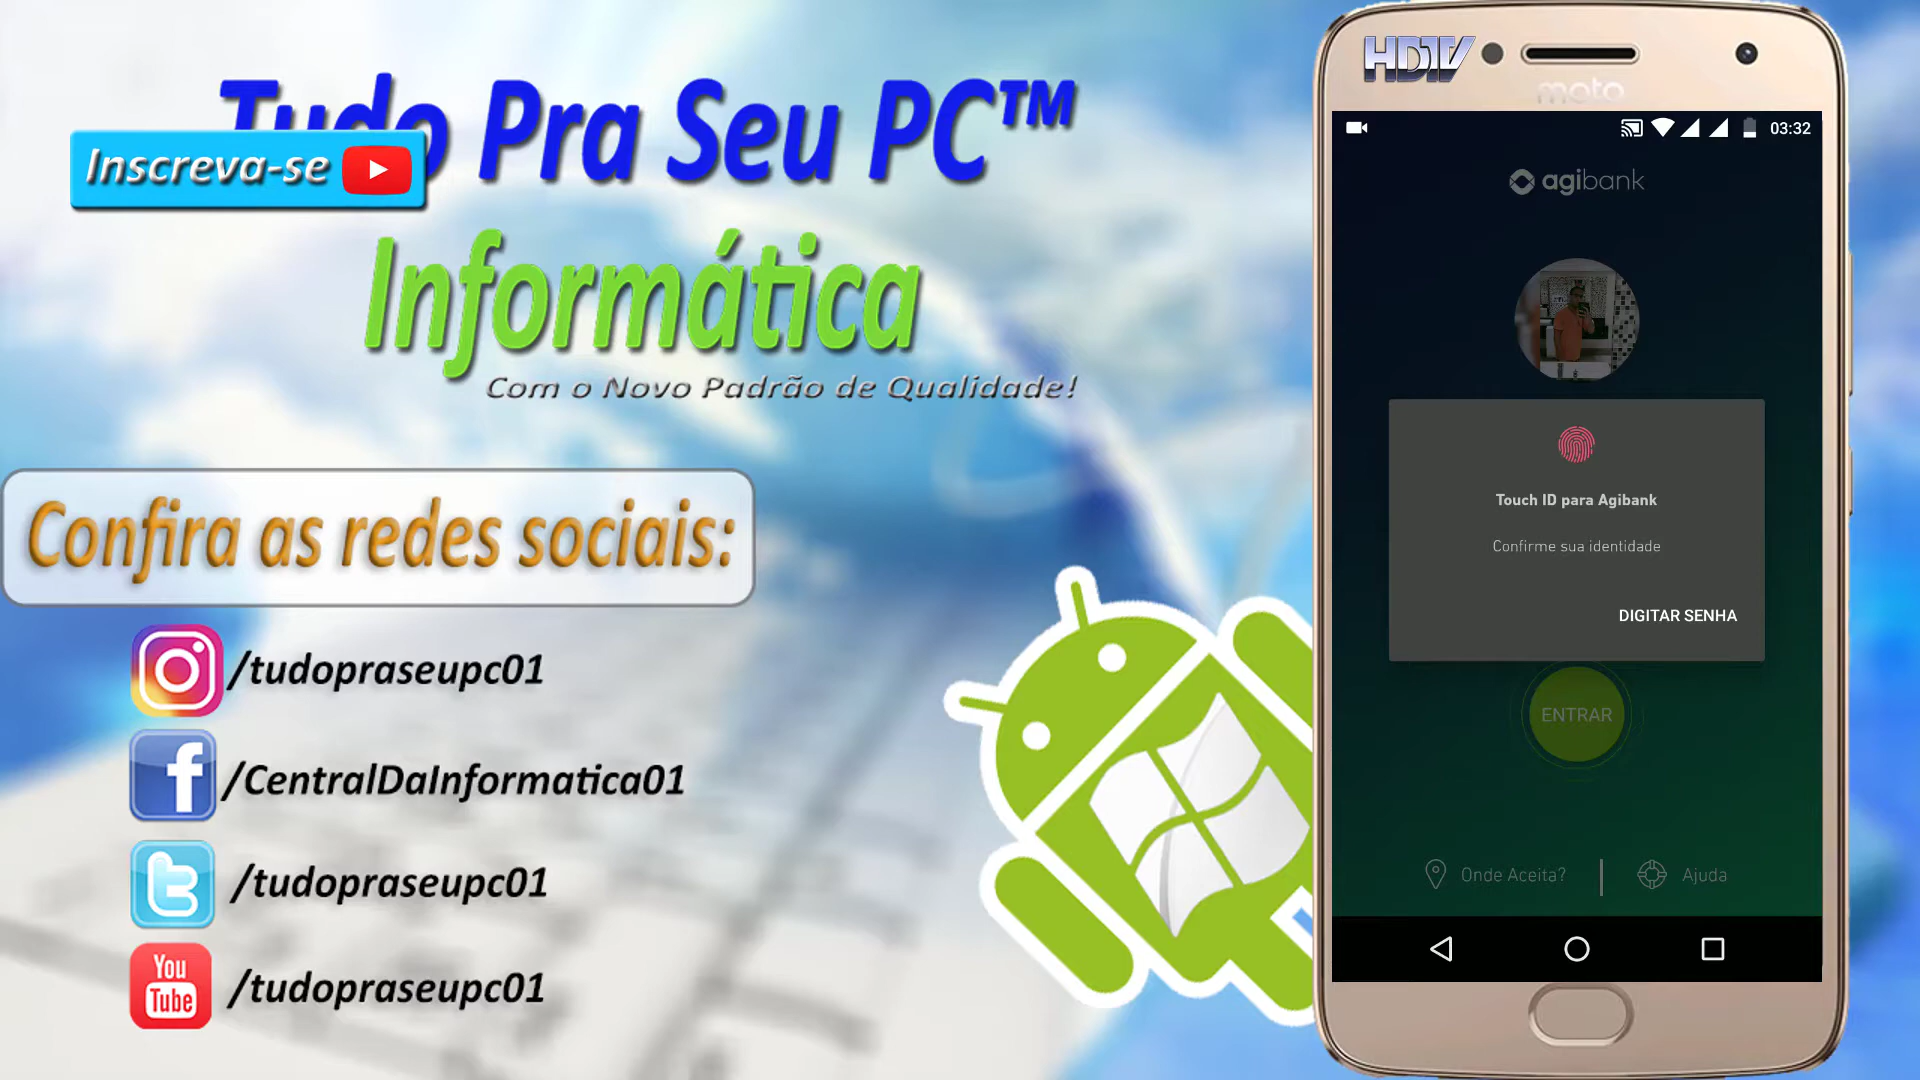 Tudo Pra Seu PC™
Inscreva-se
Informática
Com o Novo Padrão de Qualidade!
Confira as redes sociais:
/tudopraseupc01
/CentralDaInformatica01
/tudopraseupc01
You
Tube
/tudopraseupc01
HDTV
moto
03:32
agibank
Touch ID para Agibank
Confirme sua identidade
DIGITAR SENHA
ENTRAR
Onde Aceita?
Ajuda